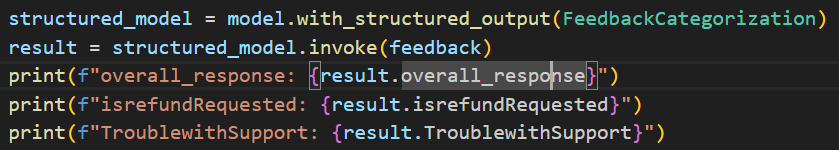 structured_model = model.with_structured_output(FeedbackCategorization)
result = structured_model.invoke(feedback)
print(f"overall_response: {result.overall_response}")
print(f"isrefundRequested: {result.isrefundRequested}")
print(f"TroublewithSupport: {result.TroublewithSupport}")